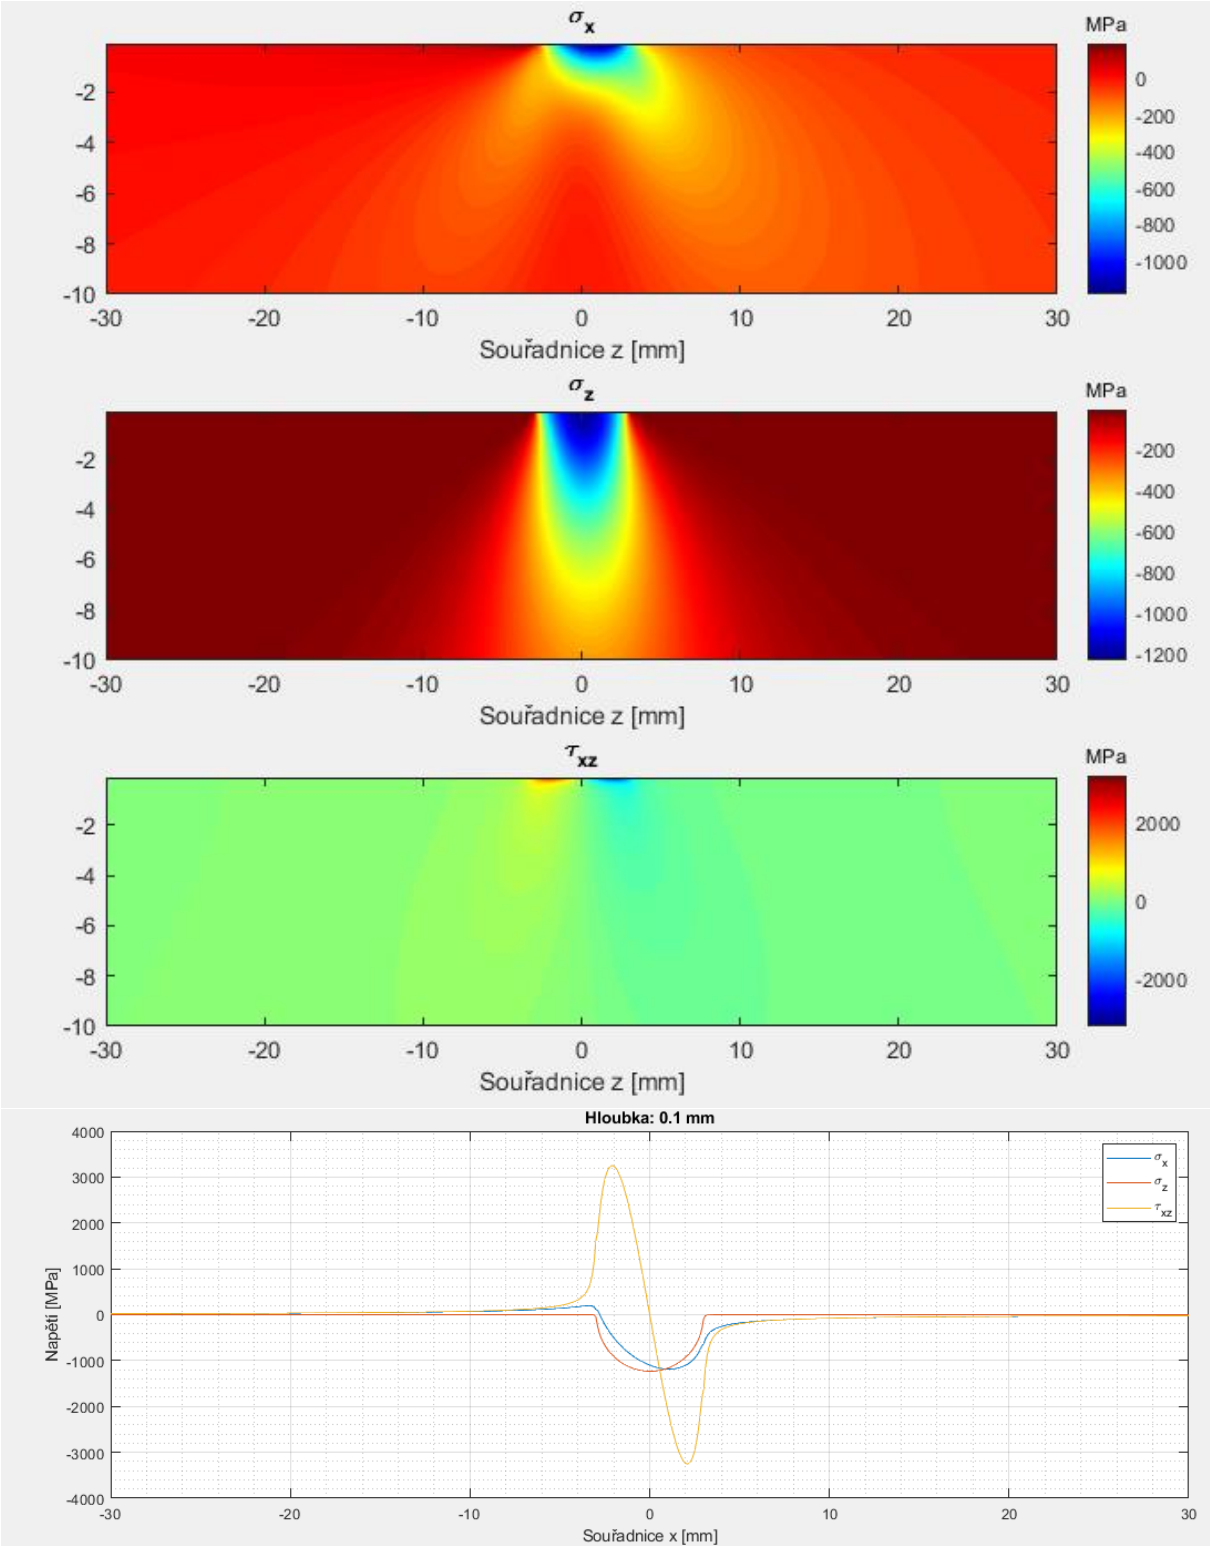 σx
MPa
-2
-4
-6
-8
-10
-30 -20 -10 0 10 20 30
Souřadnice z [mm]
0
-200
-400
-600
-800
-1000
σz
MPa
-2
-4
-6
-8
-10
-30 -20 -10 0 10 20 30
Souřadnice z [mm]
-200
-400
-600
-800
-1000
-1200
τxz
MPa
-2
-4
-6
-8
-10
-30 -20 -10 0 10 20 30
Souřadnice z [mm]
2000
0
-2000
Hloubka: 0.1 mm
Napětí [MPa]
4000
3000
2000
1000
0
-1000
-2000
-3000
-4000
-30 -20 -10 0 10 20 30
Souřadnice x [mm]
σx
σz
τxz